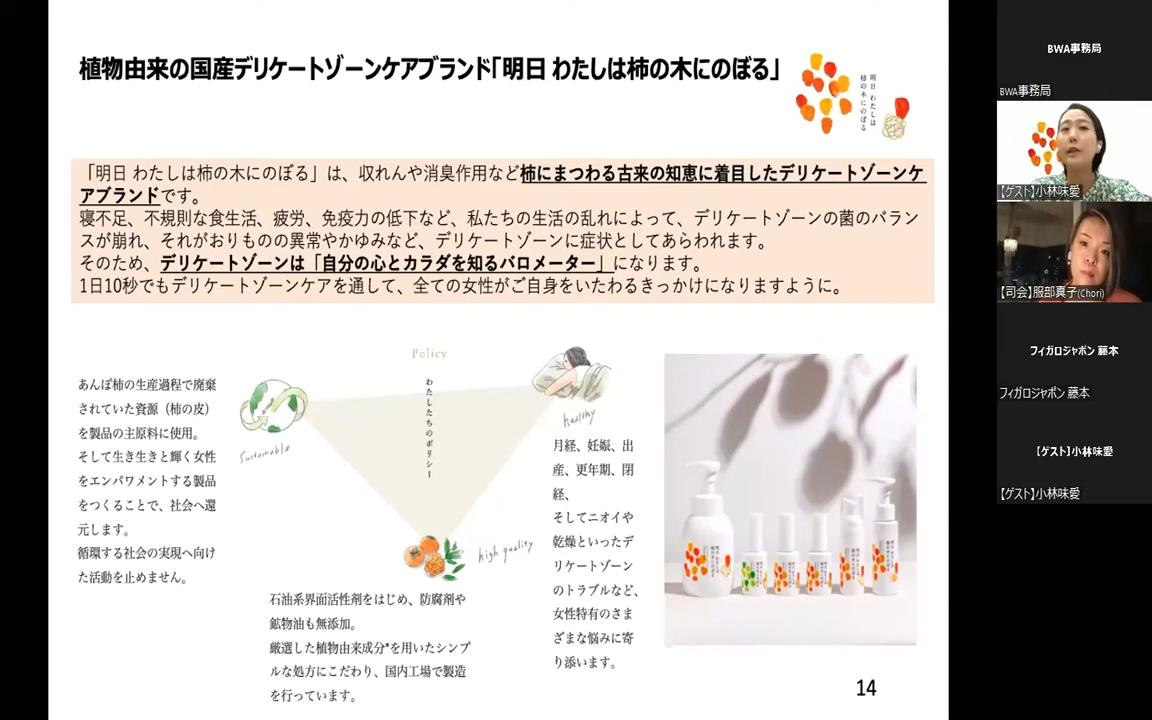 植物由来の国産デリケートゾーンケアブランド「明日 わたしは柿の木にのぼる」
明日 わたしは
柿の木にのぼる
「明日 わたしは柿の木にのぼる」は、収れんや消臭作用など柿にまつわる古来の知恵に着目したデリケートゾーンケ
アブランドです。
寝不足、不規則な食生活、疲労、免疫力の低下など、私たちの生活の乱れによって、デリケートゾーンの菌のバラン
スが崩れ、それがおりものの異常やかゆみなど、デリケートゾーンに症状としてあらわれます。
そのため、デリケートゾーンは「自分の心とカラダを知るバロメーター」になります。
1日10秒でもデリケートゾーンケアを通して、全ての女性がご自身をいたわるきっかけになりますように。
あんぽ柿の生産過程で廃棄
されていた資源（柿の皮）
を製品の主原料に使用。
そして生き生きと輝く女性
をエンパワメントする製品
をつくることで、社会へ還
元します。
循環する社会の実現へ向け
た活動を止めません。
Policy
わたしたちのポリシー
Sustainable
healthy
high quality
石油系界面活性剤をはじめ、防腐剤や
鉱物油も無添加。
厳選した植物由来成分*を用いたシンプ
ルな処方にこだわり、国内工場で製造
を行っています。
月経、妊娠、出
産、更年期、閉
経、
そしてニオイや
乾燥といったデ
リケートゾーン
のトラブルなど、
女性特有のさま
ざまな悩みに寄
り添います。
14
BWA事務局
BWA事務局
【ゲスト】小林味愛
【司会】服部真子(Chori)
フィガロジャポン 藤本
フィガロジャポン 藤本
【ゲスト】小林味愛
【ゲスト】小林味愛